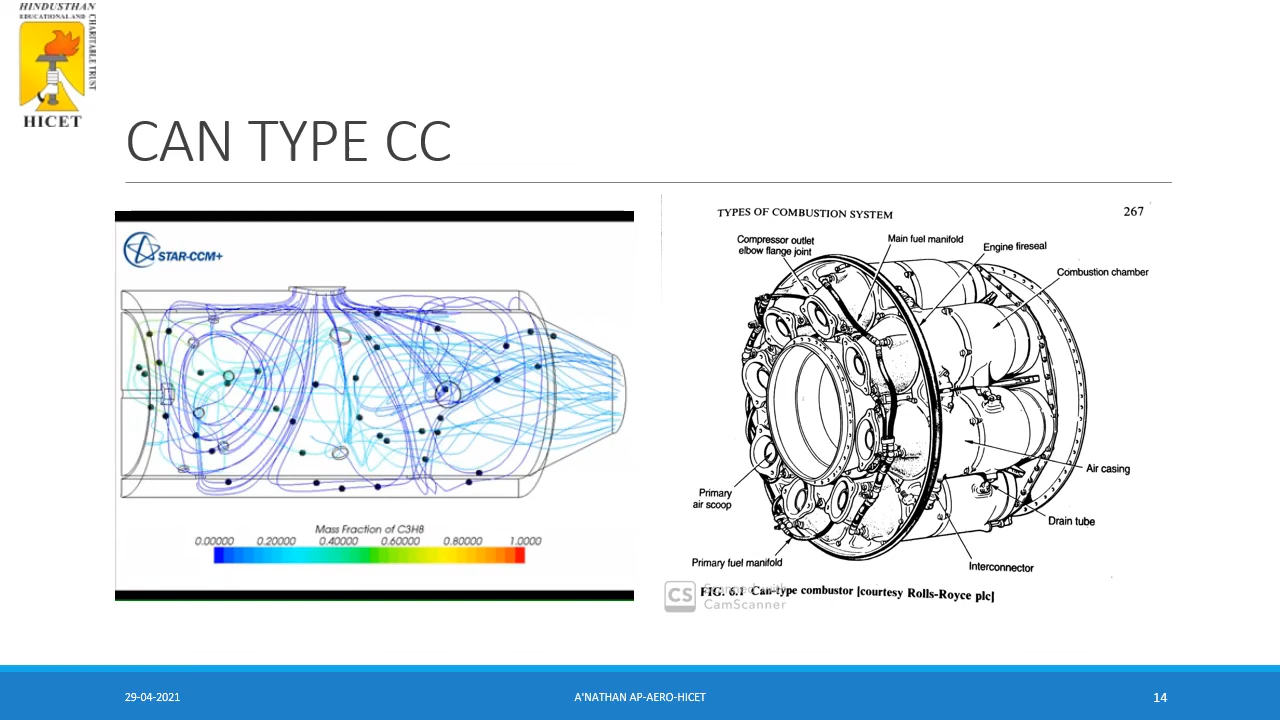 HINDUSTHAN
EDUCATIONAL AND
CHARITABLE TRUST
HICET
CAN TYPE CC
STAR-CCM+
Mass Fraction of C3H8
0.00000 0.20000 0.40000 0.60000 0.80000 1.0000
TYPES OF COMBUSTION SYSTEM
267
Compressor outlet
elbow flange joint
Main fuel manifold
Engine fireseal
Combustion chamber
Primary
air scoop
Air casing
Drain tube
Primary fuel manifold
Interconnector
CS
Scanned with
CamScanner
FIG. 6.1 Can-type combustor [courtesy Rolls-Royce plc]
29-04-2021
A'NATHAN AP-AERO-HICET
14